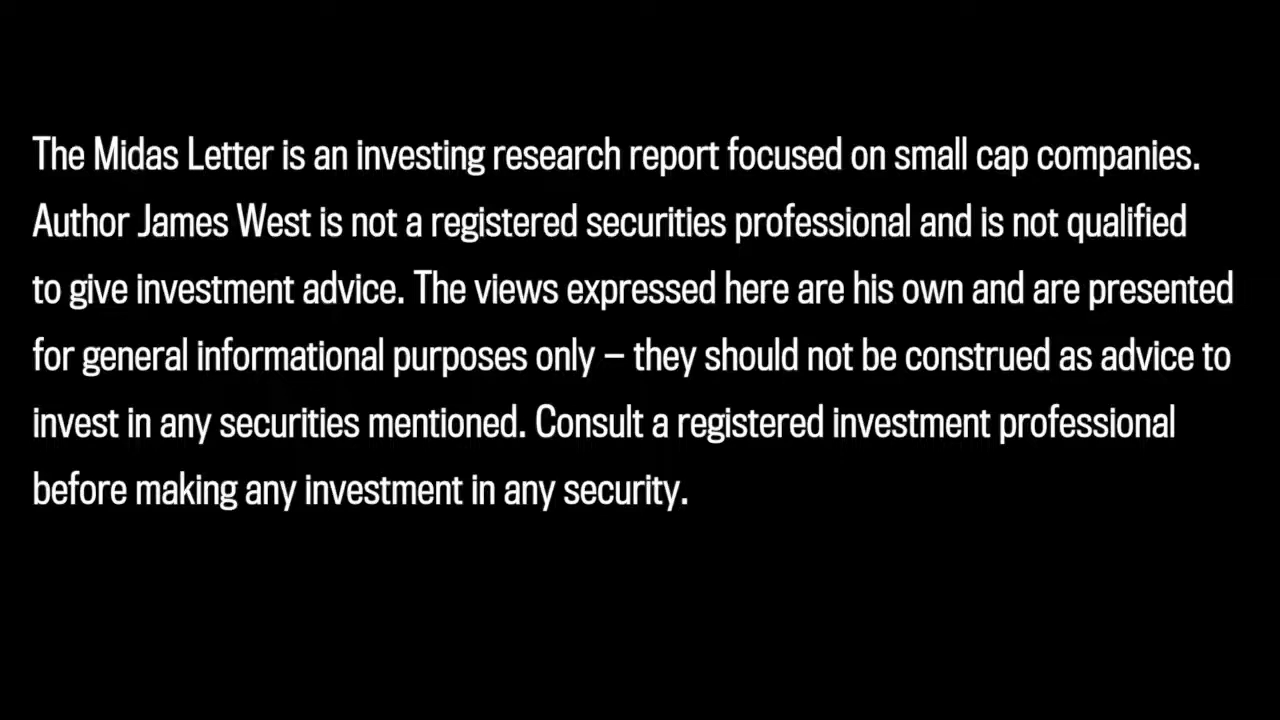 The Midas Letter is an investing research report focused on small cap companies.
Author James West is not a registered securities professional and is not qualified
to give investment advice. The views expressed here are his own and are presented
for general informational purposes only – they should not be construed as advice to
invest in any securities mentioned. Consult a registered investment professional
before making any investment in any security.